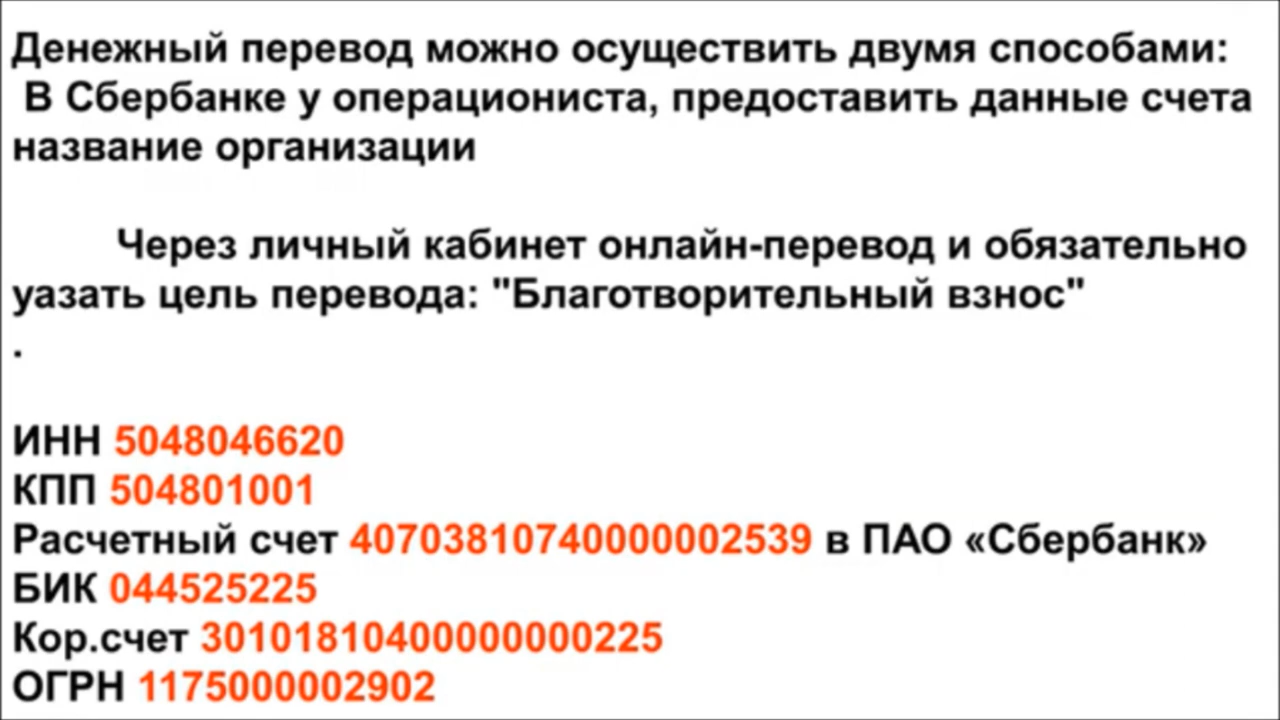 Денежный перевод можно осуществить двумя способами:
В Сбербанке у операциониста, предоставить данные счета
название организации
Через личный кабинет онлайн-перевод и обязательно
уазать цель перевода: "Благотворительный взнос"
.
ИНН 5048046620
КПП 504801001
Расчетный счет 40703810740000002539 в ПАО «Сбербанк»
БИК 044525225
Кор.счет 30101810400000000225
ОГРН 1175000002902